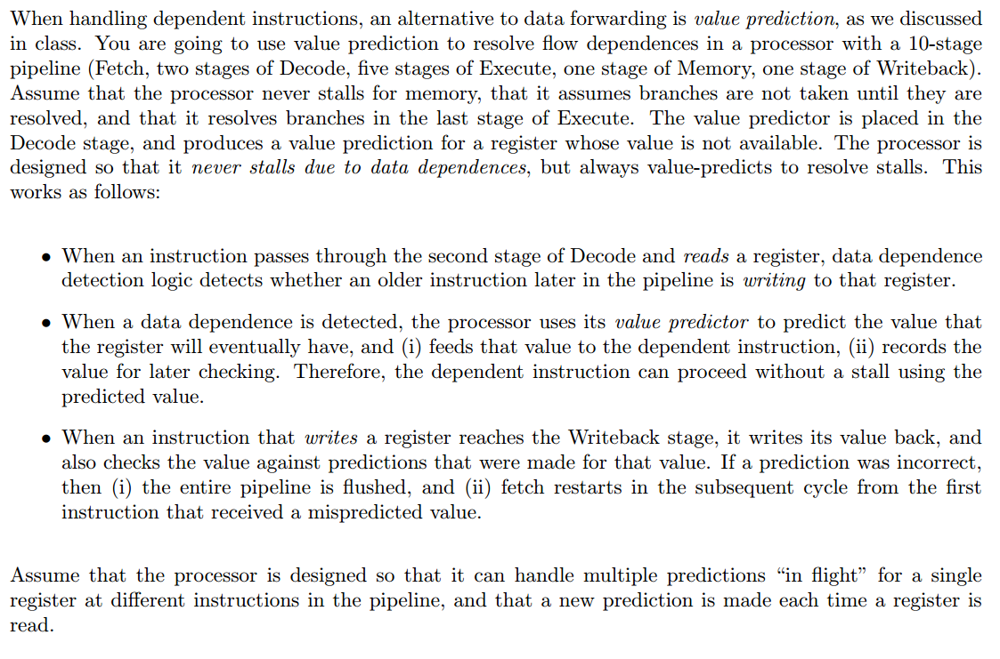 When handling dependent instructions, an alternative to data forwarding is value prediction, as we discussed
in class. You are going to use value prediction to resolve flow dependences in a processor with a 10-stage
pipeline (Fetch, two stages of Decode, five stages of Execute, one stage of Memory, one stage of Writeback).
Assume that the processor never stalls for memory, that it assumes branches are not taken until they are
resolved, and that it resolves branches in the last stage of Execute. The value predictor is placed in the
Decode stage, and produces a value prediction for a register whose value is not available. The processor is
designed so that it never stalls due to data dependences, but always value-predicts to resolve stalls. This
works as follows:
• When an instruction passes through the second stage of Decode and reads a register, data dependence
detection logic detects whether an older instruction later in the pipeline is writing to that register.
• When a data dependence is detected, the processor uses its value predictor to predict the value that
the register will eventually have, and (i) feeds that value to the dependent instruction, (ii) records the
value for later checking. Therefore, the dependent instruction can proceed without a stall using the
predicted value.
• When an instruction that writes a register reaches the Writeback stage, it writes its value back, and
also checks the value against predictions that were made for that value. If a prediction was incorrect,
then (i) the entire pipeline is flushed, and (ii) fetch restarts in the subsequent cycle from the first
instruction that received a mispredicted value.
Assume that the processor is designed so that it can handle multiple predictions “in flight” for a single
register at different instructions in the pipeline, and that a new prediction is made each time a register is
read.